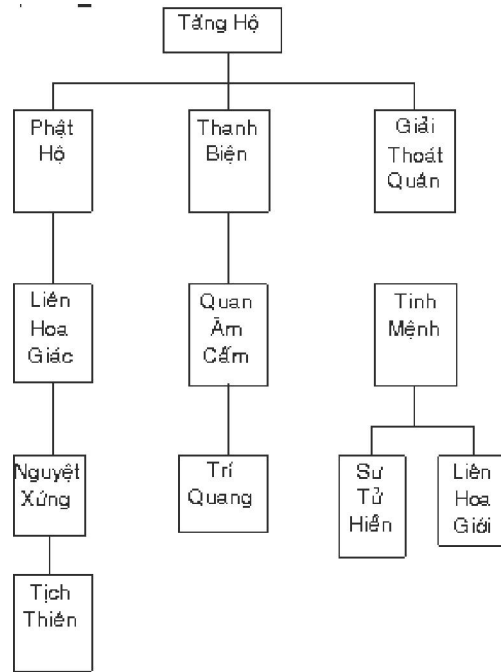 Tăng Hộ
Phật
Hộ
Thanh
Biện
Giải
Thoát
Quân
Liên
Hoa
Giác
Quan
Âm
Cấm
Tinh
Mệnh
Nguyệt
Xứng
Trí
Quang
Sư
Tử
Hiền
Liên
Hoa
Giới
Tịch
Thiên